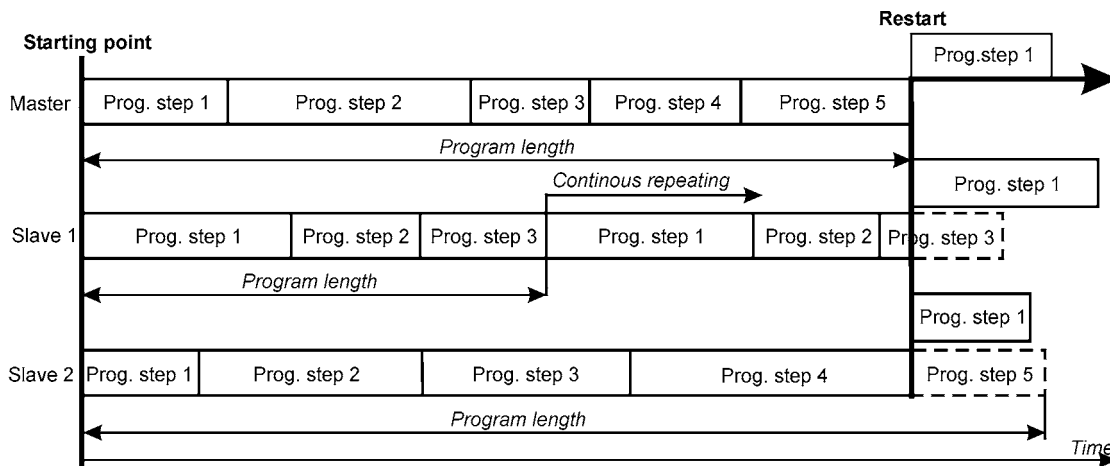 Restart
Starting point
Prog.step 1
Master
Prog. step 1
Prog. step 2
Prog. step 3
Prog. step 4
Prog. step 5
Program length
Continous repeating
Prog. step 1
Slave 1
Prog. step 1
Prog. step 2
Prog. step 3
Prog. step 1
Prog. step 2
Prog. step 3
Program length
Prog. step 1
Slave 2
Prog. step 1
Prog. step 2
Prog. step 3
Prog. step 4
Prog. step 5
Program length
Time